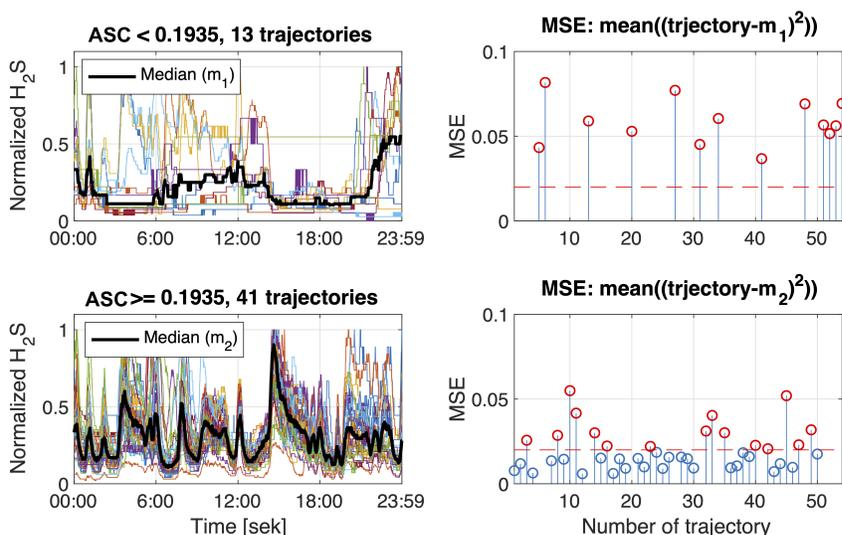 ASC < 0.1935, 13 trajectories
Normalized H2S
Median (m1)
1
0.5
0
00:00 6:00 12:00 18:00 23:59
MSE: mean((trjectory-m1)2))
MSE
0.1
0.05
0
10 20 30 40 50
ASC>= 0.1935, 41 trajectories
Normalized H2S
Median (m2)
1
0.5
0
00:00 6:00 12:00 18:00 23:59
Time [sek]
MSE: mean((trjectory-m2)2))
MSE
0.1
0.05
0
10 20 30 40 50
Number of trajectory